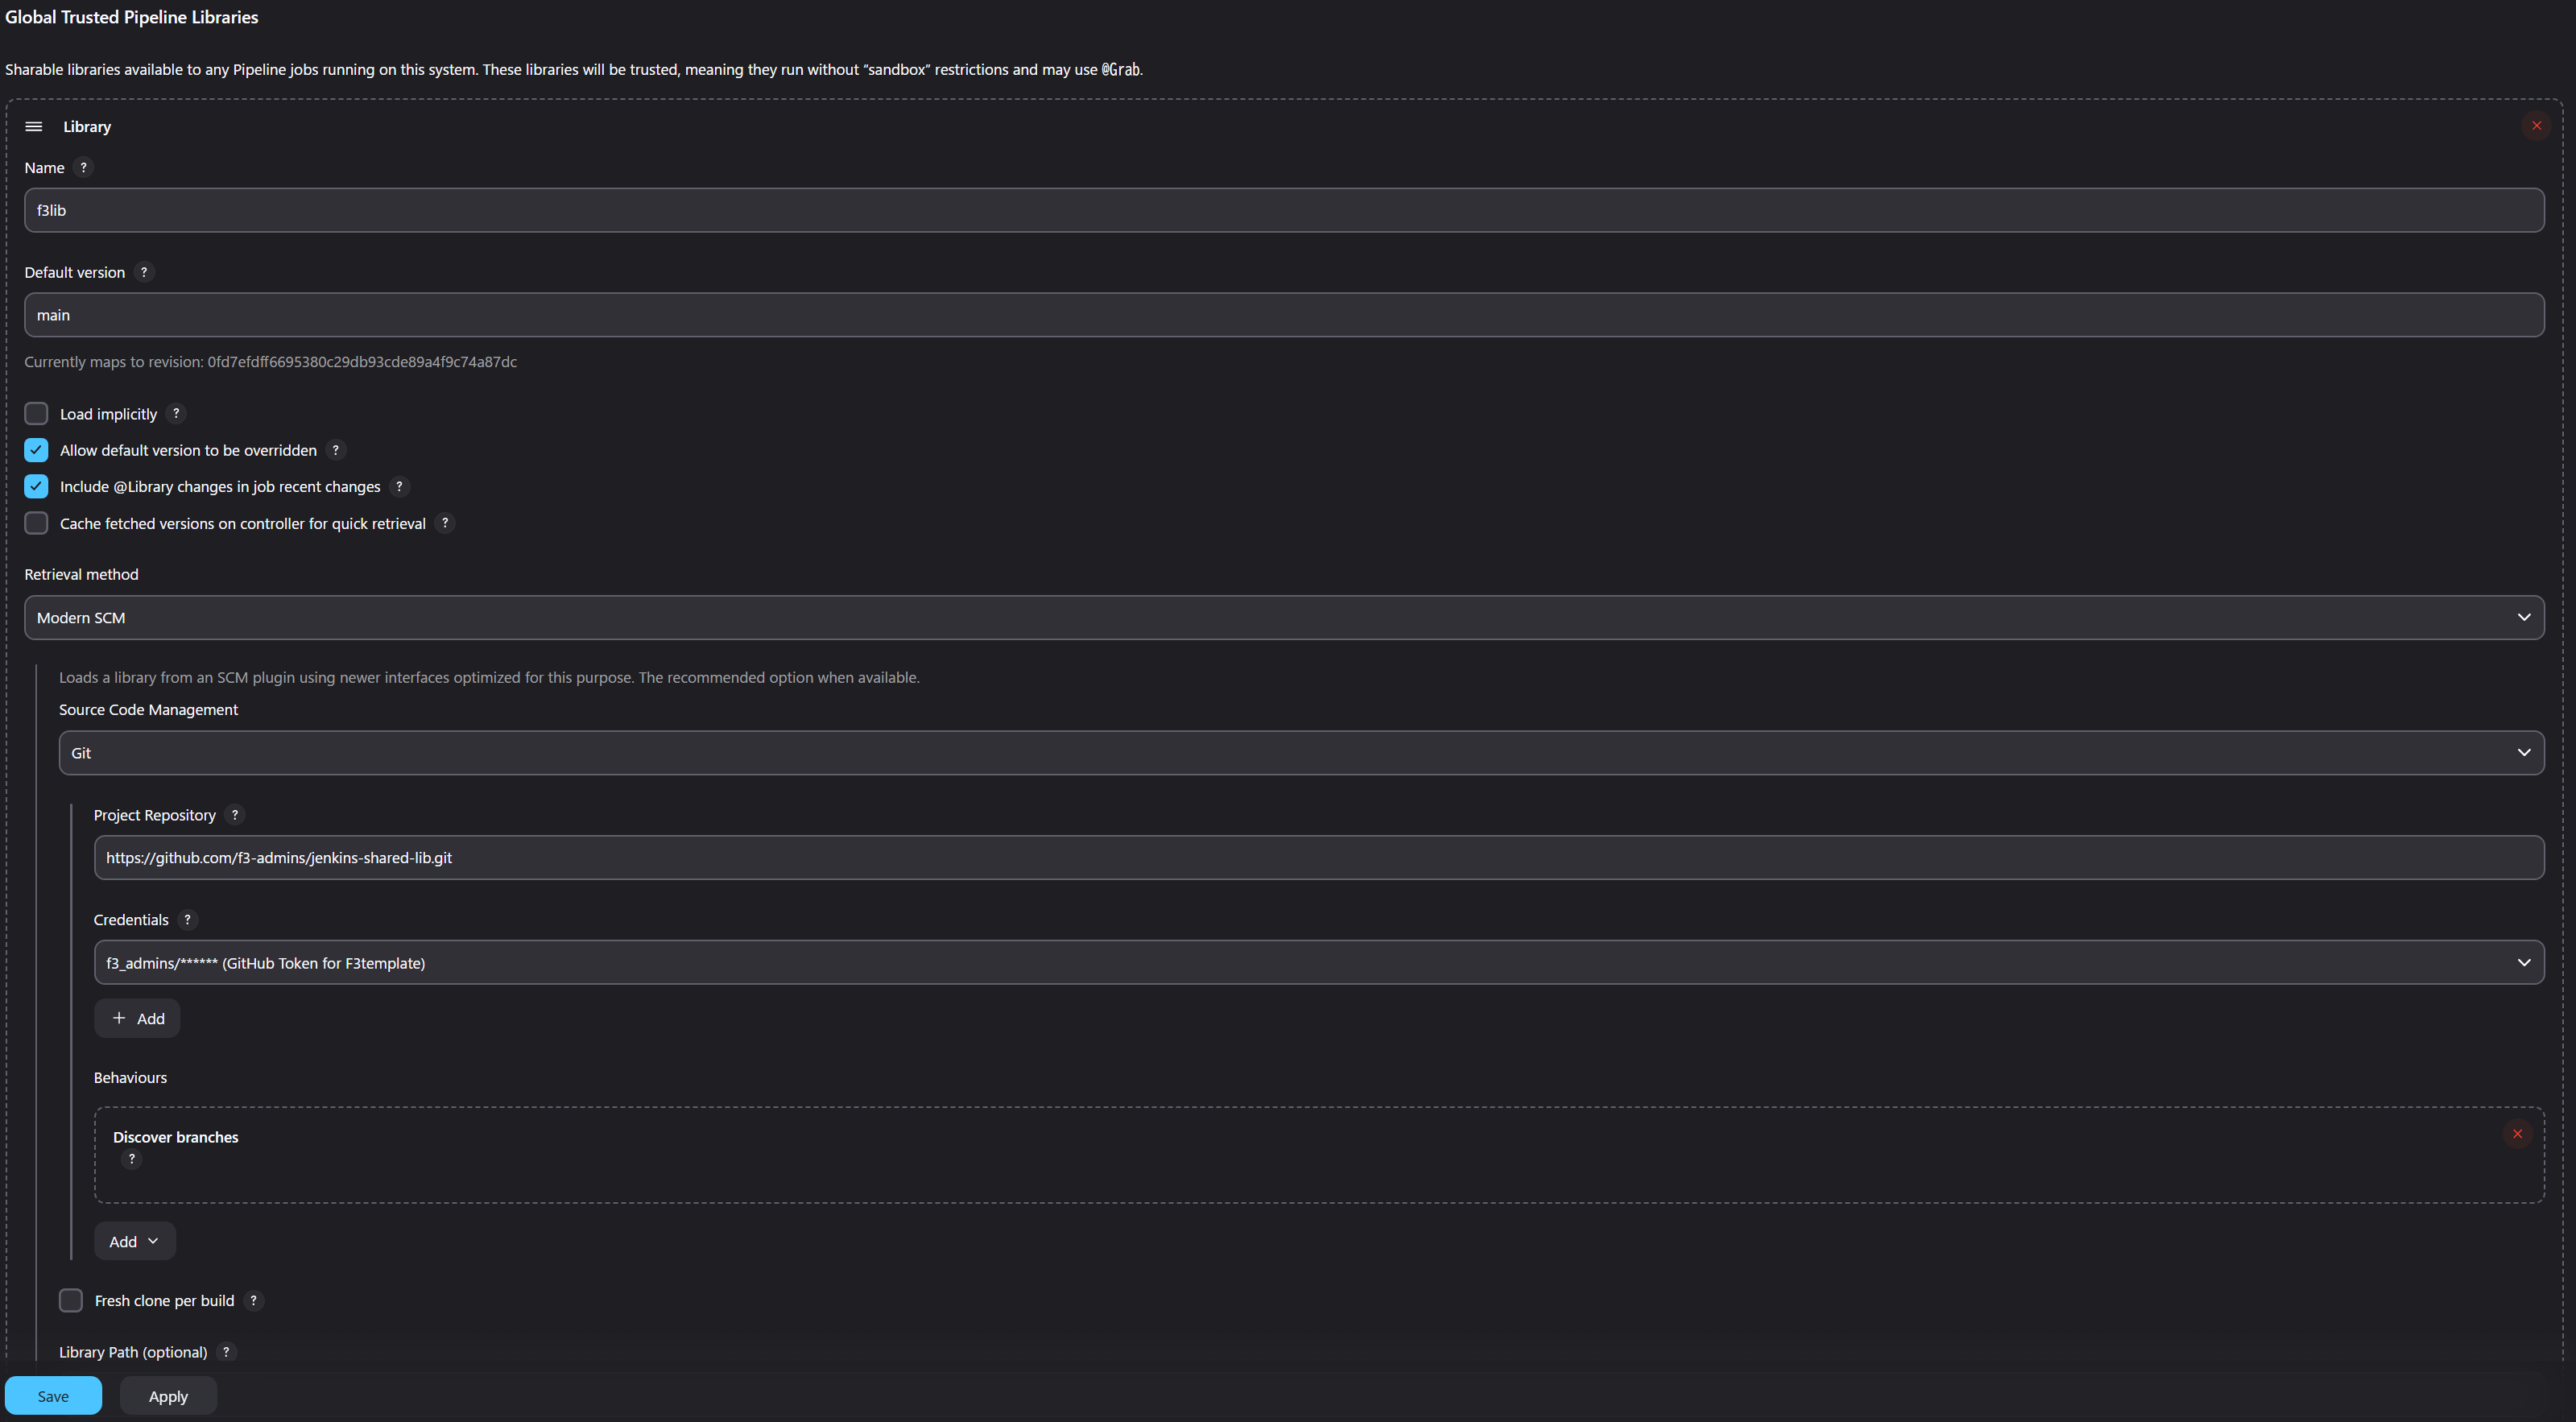 Global Trusted Pipeline Libraries
Sharable libraries available to any Pipeline jobs running on this system. These libraries will be trusted, meaning they run without “sandbox” restrictions and may use @Grab.
Library
Name ?
f3lib
Default version ?
main
Currently maps to revision: 0fd7efdff6695380c29db93cde89a4f9c74a87dc
Load implicitly ?
Allow default version to be overridden ?
Include @Library changes in job recent changes ?
Cache fetched versions on controller for quick retrieval ?
Retrieval method
Modern SCM
Loads a library from an SCM plugin using newer interfaces optimized for this purpose. The recommended option when available.
Source Code Management
Git
Project Repository ?
https://github.com/f3-admins/jenkins-shared-lib.git
Credentials ?
f3_admins/****** (GitHub Token for F3template)
+ Add
Behaviours
Discover branches
?
Add
Fresh clone per build ?
Library Path (optional) ?
Save Apply